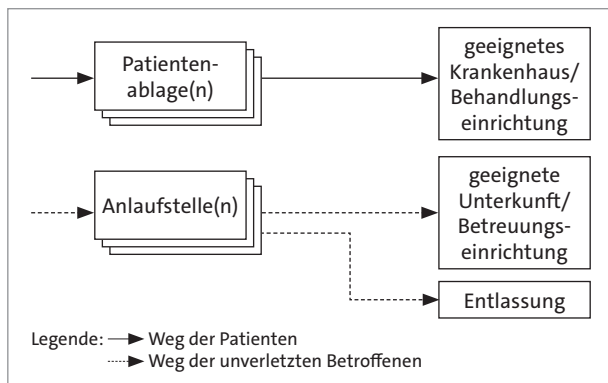 Patienten-
ablage(n)
geeignetes
Krankenhaus/
Behandlungs-
einrichtung
Anlaufstelle(n)
geeignete
Unterkunft/
Betreuungs-
einrichtung
Entlassung
Legende: Weg der Patienten
Weg der unverletzten Betroffenen